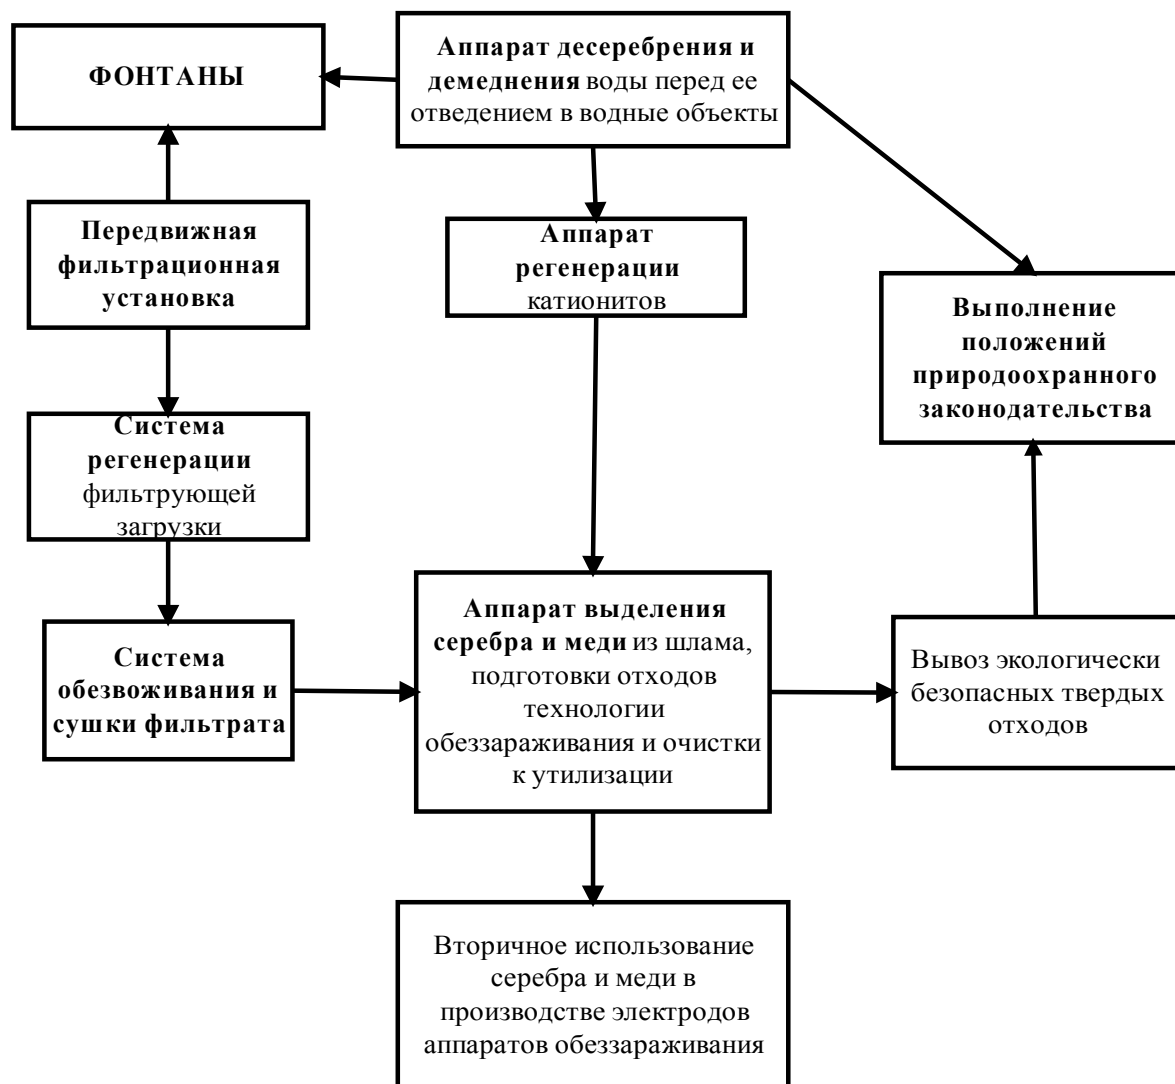 ФОНТАНЫ
Аппарат десеребрения и
демеднения воды перед ее
отведением в водные объекты
Передвижная
фильтрационная
установка
Аппарат
регенерации
катионитов
Выполнение
положений
природоохранного
законодательства
Система
регенерации
фильтрующей
загрузки
Система
обезвоживания и
сушки фильтрата
Аппарат выделения
серебра и меди из шлама,
подготовки отходов
технологии
обеззараживания и очистки
к утилизации
Вывоз экологически
безопасных твердых
отходов
Вторичное использование
серебра и меди в
производстве электродов
аппаратов обеззараживания